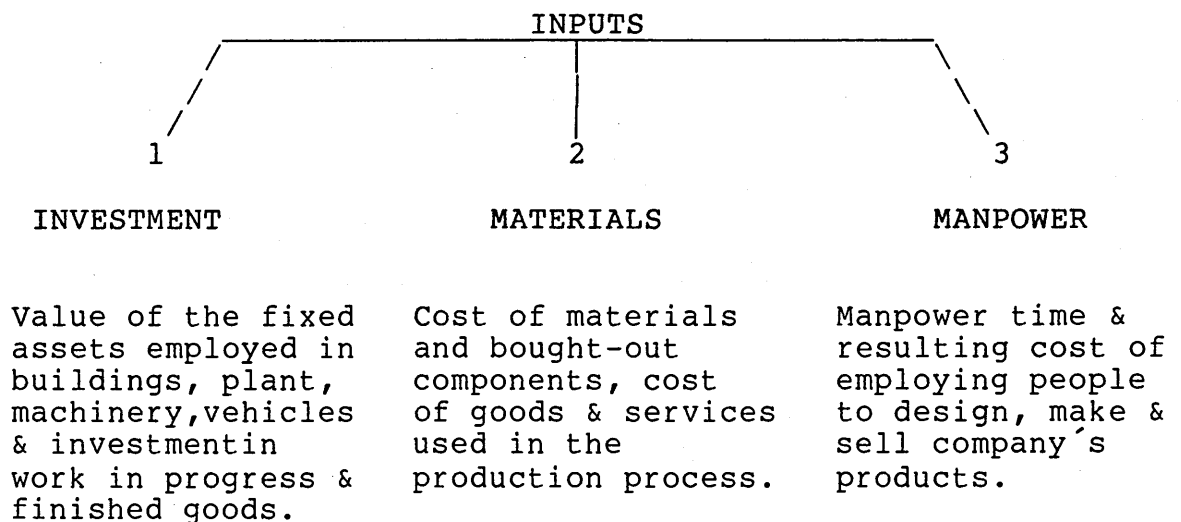 INPUTS
1 2 3
INVESTMENT MATERIALS MANPOWER
Value of the fixed
assets employed in
buildings, plant,
machinery,vehicles
& investmentin
work in progress &
finished goods.
Cost of materials
and bought-out
components, cost
of goods & services
used in the
production process.
Manpower time &
resulting cost of
employing people
to design, make &
sell company´s
products.